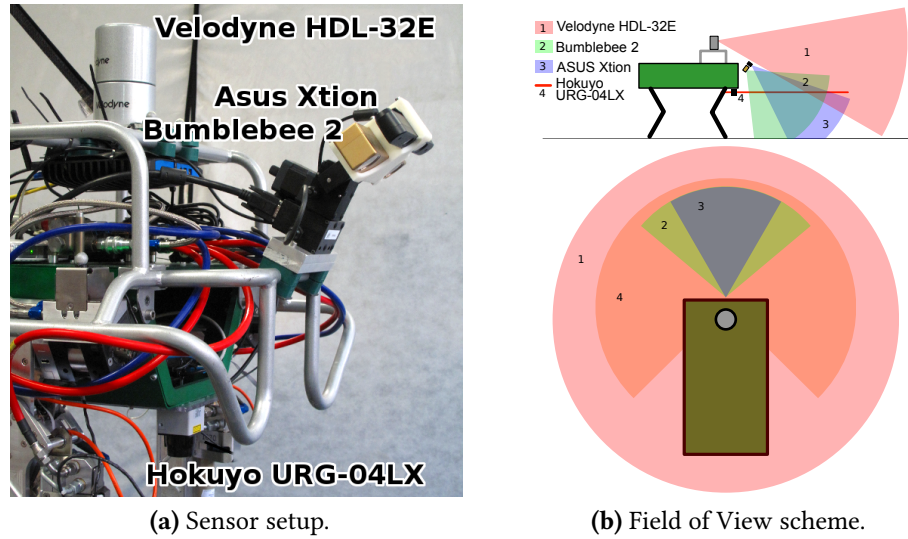 Velodyne HDL-32E
Asus Xtion
Bumblebee 2
Hokuyo URG-04LX
(a) Sensor setup.
1 Velodyne HDL-32E
2 Bumblebee 2
3 ASUS Xtion
Hokuyo
4 URG-04LX
1
2
3
4
3
2
1
4
(b) Field of View scheme.